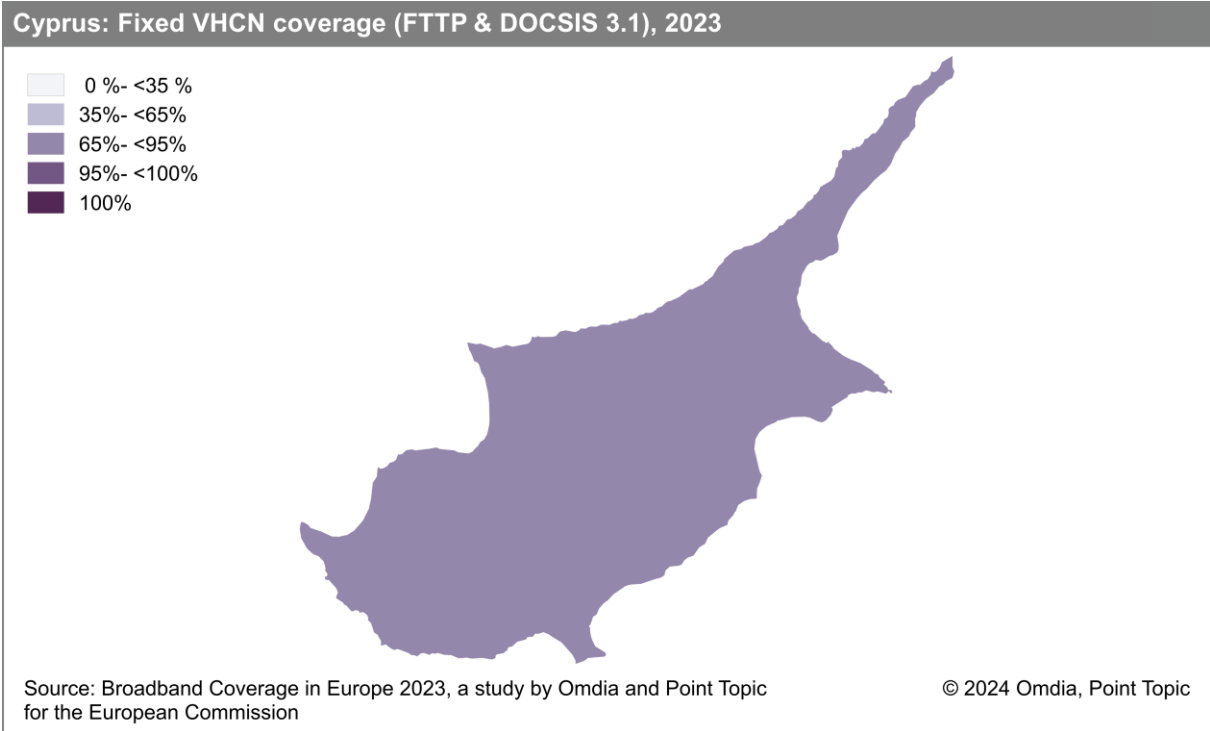 Cyprus: Fixed VHCN coverage (FTTP & DOCSIS 3.1), 2023
0 %- <35 %
35%- <65%
65%- <95%
95%- <100%
100%
Source: Broadband Coverage in Europe 2023, a study by Omdia and Point Topic
for the European Commission
© 2024 Omdia, Point Topic